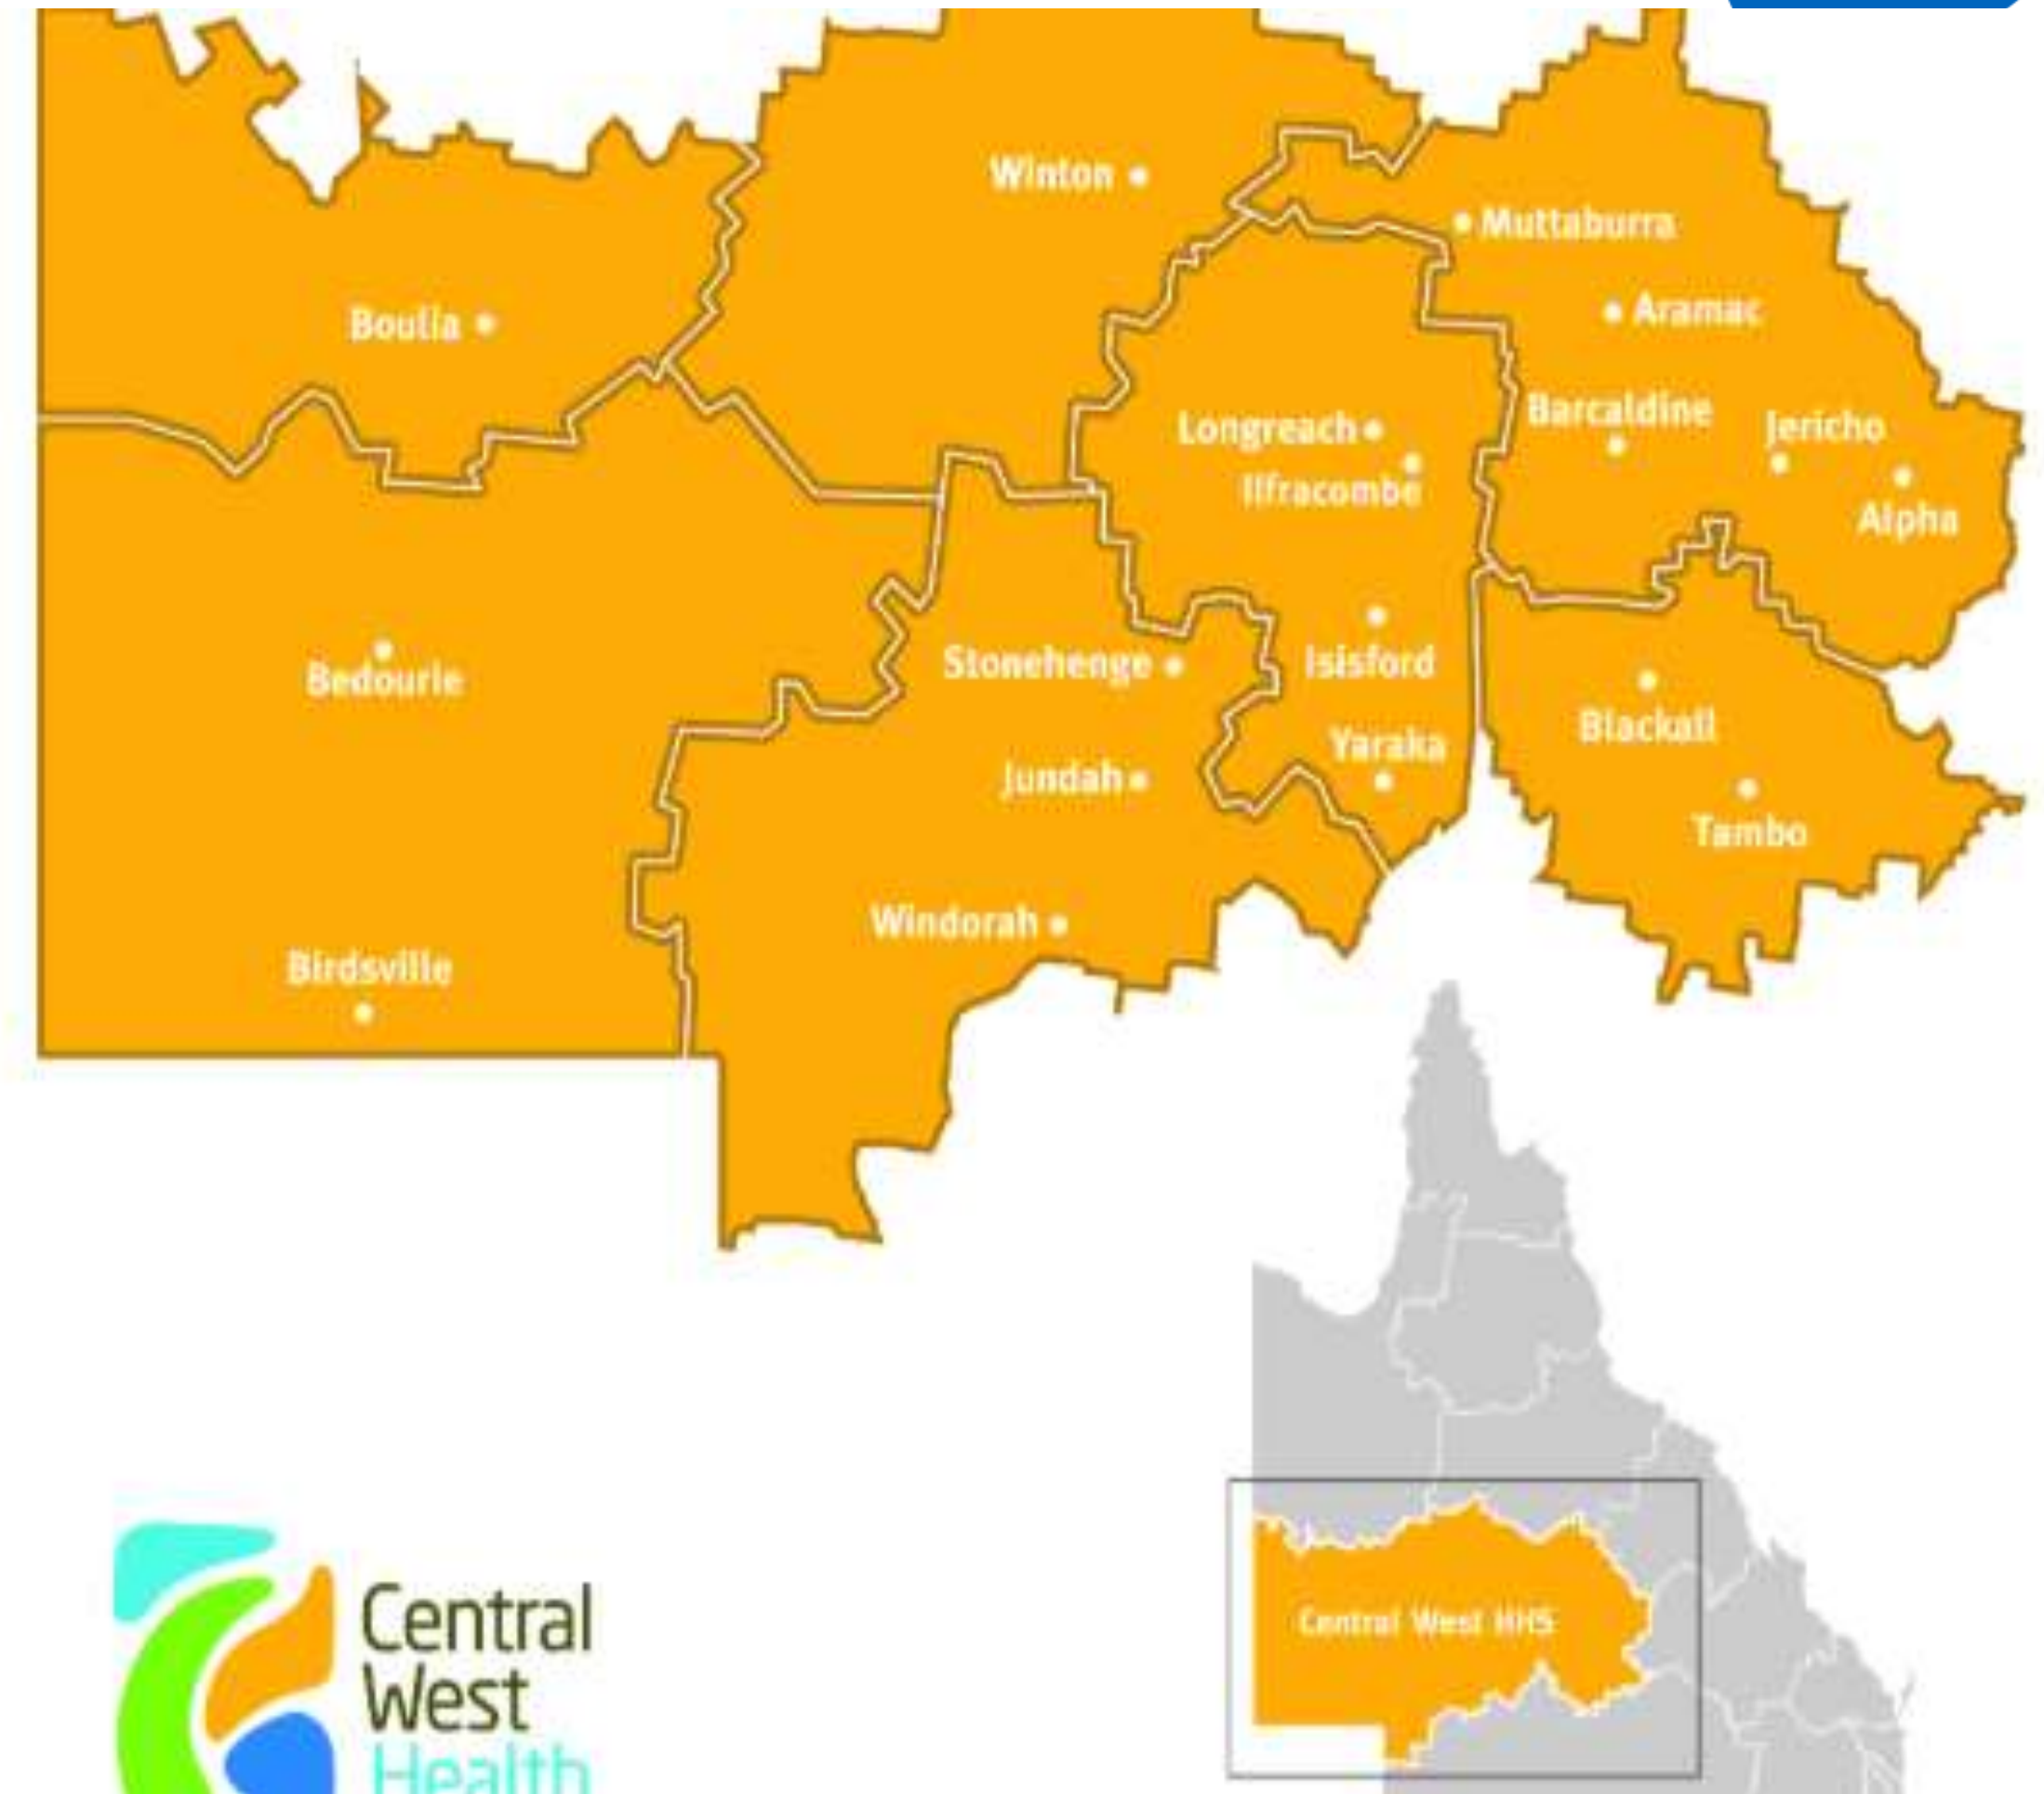 Winton
Muttaburra
Boulia
Aramac
Barcaldine
Jericho
Longreach
Ilfracombe
Alpha
Stonehenge
Isisford
Bedourie
Blackall
Yaraka
Jundah
Tambo
Windorah
Birdsville
Central West HHS
Central
West
Health